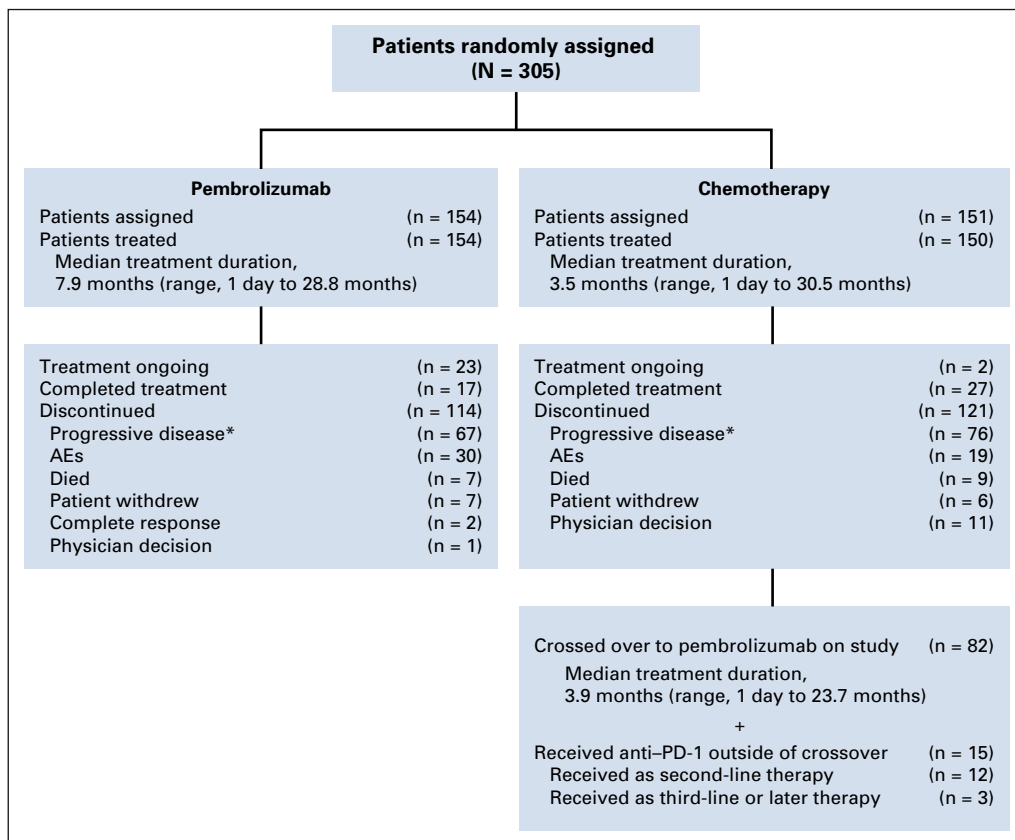 Patients randomly assigned
(N = 305)
Pembrolizumab
Patients assigned (n = 154)
Patients treated (n = 154)
Median treatment duration,
7.9 months (range, 1 day to 28.8 months)
Chemotherapy
Patients assigned (n = 151)
Patients treated (n = 150)
Median treatment duration,
3.5 months (range, 1 day to 30.5 months)
Treatment ongoing (n = 23)
Completed treatment (n = 17)
Discontinued (n = 114)
Progressive disease* (n = 67)
AEs (n = 30)
Died (n = 7)
Patient withdrew (n = 7)
Complete response (n = 2)
Physician decision (n = 1)
Treatment ongoing (n = 2)
Completed treatment (n = 27)
Discontinued (n = 121)
Progressive disease* (n = 76)
AEs (n = 19)
Died (n = 9)
Patient withdrew (n = 6)
Physician decision (n = 11)
Crossed over to pembrolizumab on study (n = 82)
Median treatment duration,
3.9 months (range, 1 day to 23.7 months)
+
Received anti–PD-1 outside of crossover (n = 15)
Received as second-line therapy (n = 12)
Received as third-line or later therapy (n = 3)